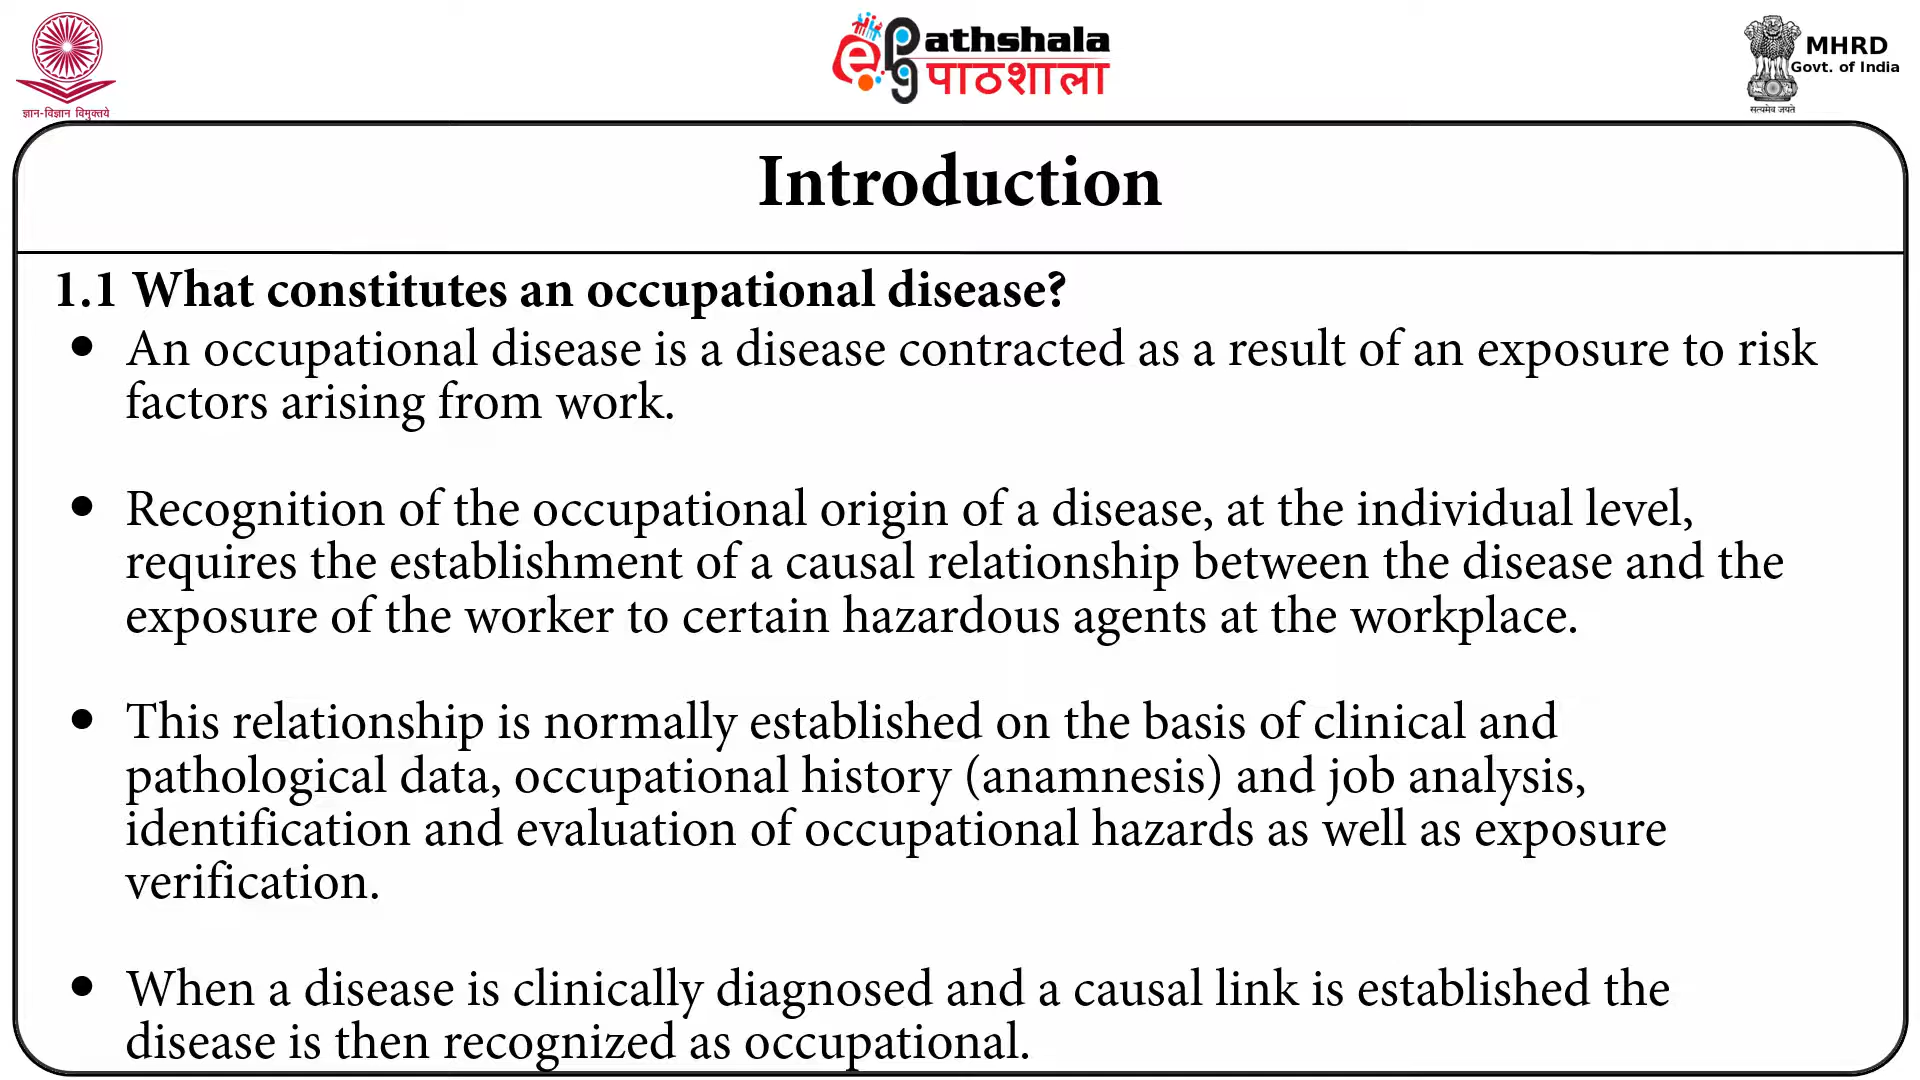 ज्ञान-विज्ञान विमुक्तये
e PG athshala
पाठशाला
MHRD
Govt. of India
सत्यमेव जयते
Introduction
1.1 What constitutes an occupational disease?
• An occupational disease is a disease contracted as a result of an exposure to risk
factors arising from work.
• Recognition of the occupational origin of a disease, at the individual level,
requires the establishment of a causal relationship between the disease and the
exposure of the worker to certain hazardous agents at the workplace.
• This relationship is normally established on the basis of clinical and
pathological data, occupational history (anamnesis) and job analysis,
identification and evaluation of occupational hazards as well as exposure
verification.
• When a disease is clinically diagnosed and a causal link is established the
disease is then recognized as occupational.